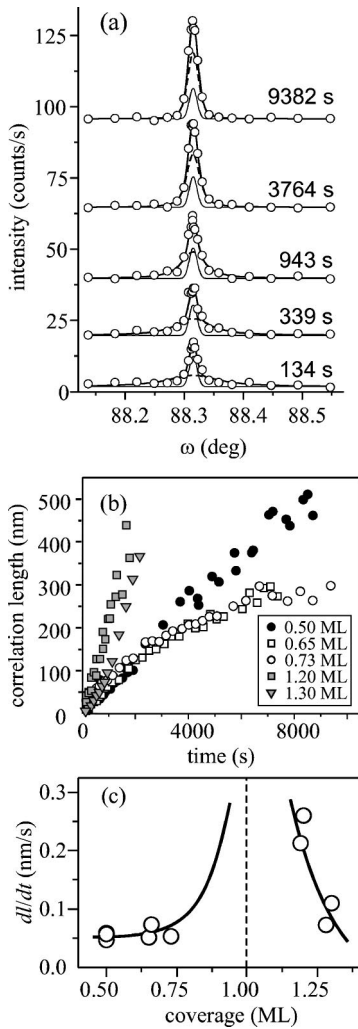 (a)
125
100
75
50
25
0
intensity (counts/s)
9382 s
3764 s
943 s
339 s
134 s
88.2 88.3 88.4 88.5
ω (deg)
(b)
500
400
300
200
100
0
correlation length (nm)
0.50 ML
0.65 ML
0.73 ML
1.20 ML
1.30 ML
0 4000 8000
time (s)
(c)
0.3
0.2
0.1
0.0
dl/dt (nm/s)
0.50 0.75 1.00 1.25
coverage (ML)